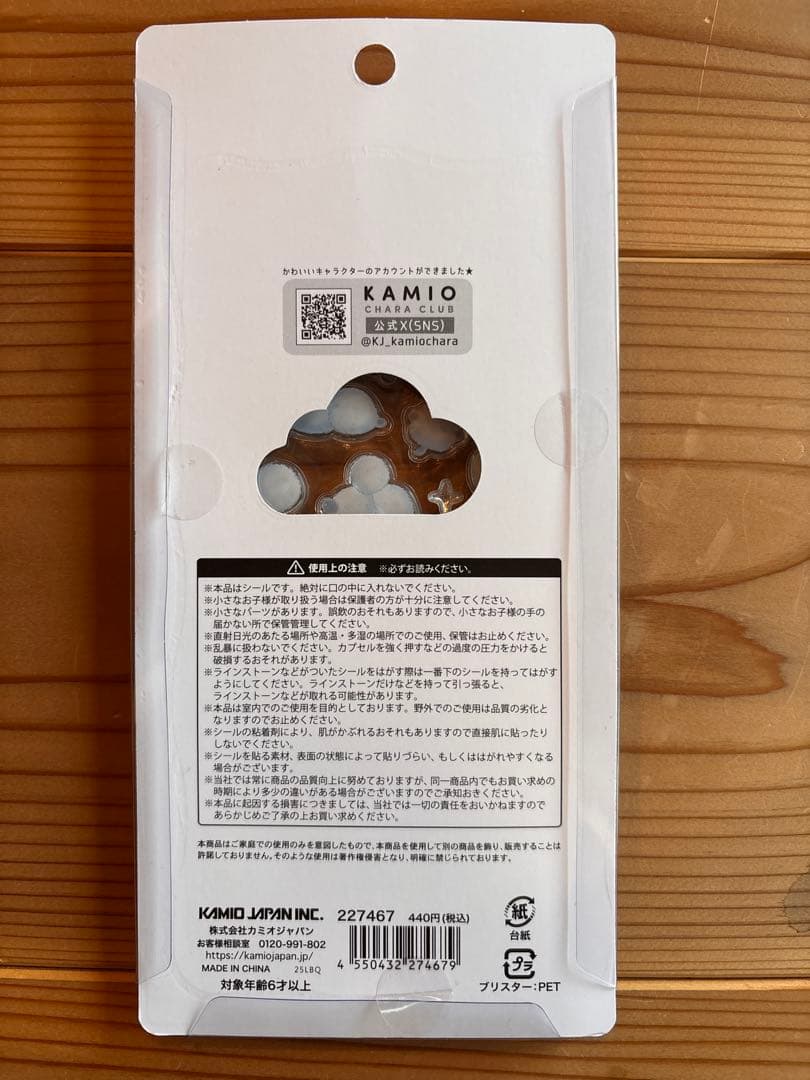 かわいいキャラクターのアカウントができました★
KAMIO
CHARA CLUB
公式X(SNS)
@KJ_kamiochara
使用上の注意 ※必ずお読みください。
※本品はシールです。絶対に口の中に入れないでください。
※小さなお子様が取り扱う場合は保護者の方が十分に注意してください。
※小さなパーツがあります。誤飲のおそれもありますので、小さなお子様の手の
届かない所で保管管理してください。
※直射日光のあたる場所や高温・多湿の場所でのご使用、保管はお止めください。
※乱暴に扱わないでください。カプセルを強く押すなどの過度の圧力をかけると
破損するおそれがあります。
※ラインストーンなどがついたシールをはがす際は一番下のシールを持ってはがす
ようにしてください。ラインストーンだけなどを持って引っ張ると、
ラインストーンなどが取れる可能性があります。
※本品は室内でのご使用を目的としております。野外でのご使用は品質の劣化と
なりますのでお止めください。
※シールの粘着剤により、肌がかぶれるおそれもありますので直接肌に貼ったり
しないでください。
※シールを貼る素材、表面の状態によって貼りづらい、もしくははがれやすくなる
場合がございます。
※当社では常に商品の品質向上に努めておりますが、同一商品内でもお買い求めの
時期により多少の違いがある場合がございますのでご承知おきください。
※本品に起因する損害につきましては、当社では一切の責任をおいかねますので
あらかじめご了承の上お買い求めください。
本商品はご家庭での使用のみを意図したもので、本商品を使用して別の商品を飾り、販売することは
許諾しておりません。そのような使用は著作権侵害となり、明確に禁じられております。
KAMIO JAPAN INC. 227467 440円(税込)
株式会社カミオジャパン
お客様相談室 0120-991-802
https://kamiojapan.jp/
MADE IN CHINA 25LBQ
対象年齢6才以上
4 550432 274679
紙
台紙
プラ
ブリスター:PET